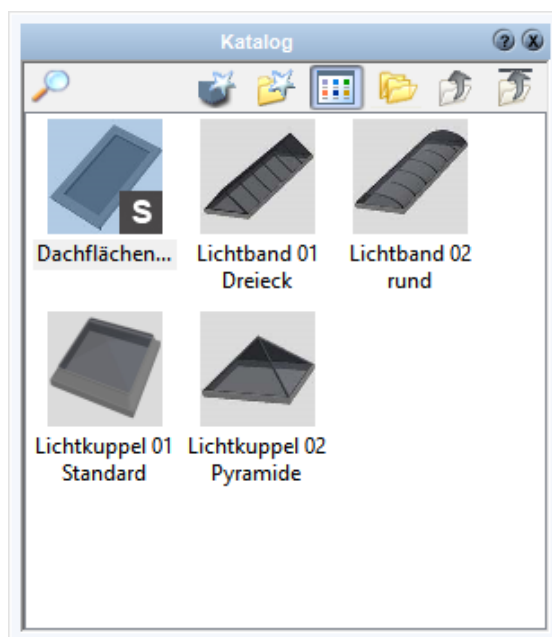 Katalog
S
Dachflächen...
Lichtband 01
Dreieck
Lichtband 02
rund
Lichtkuppel 01
Standard
Lichtkuppel 02
Pyramide